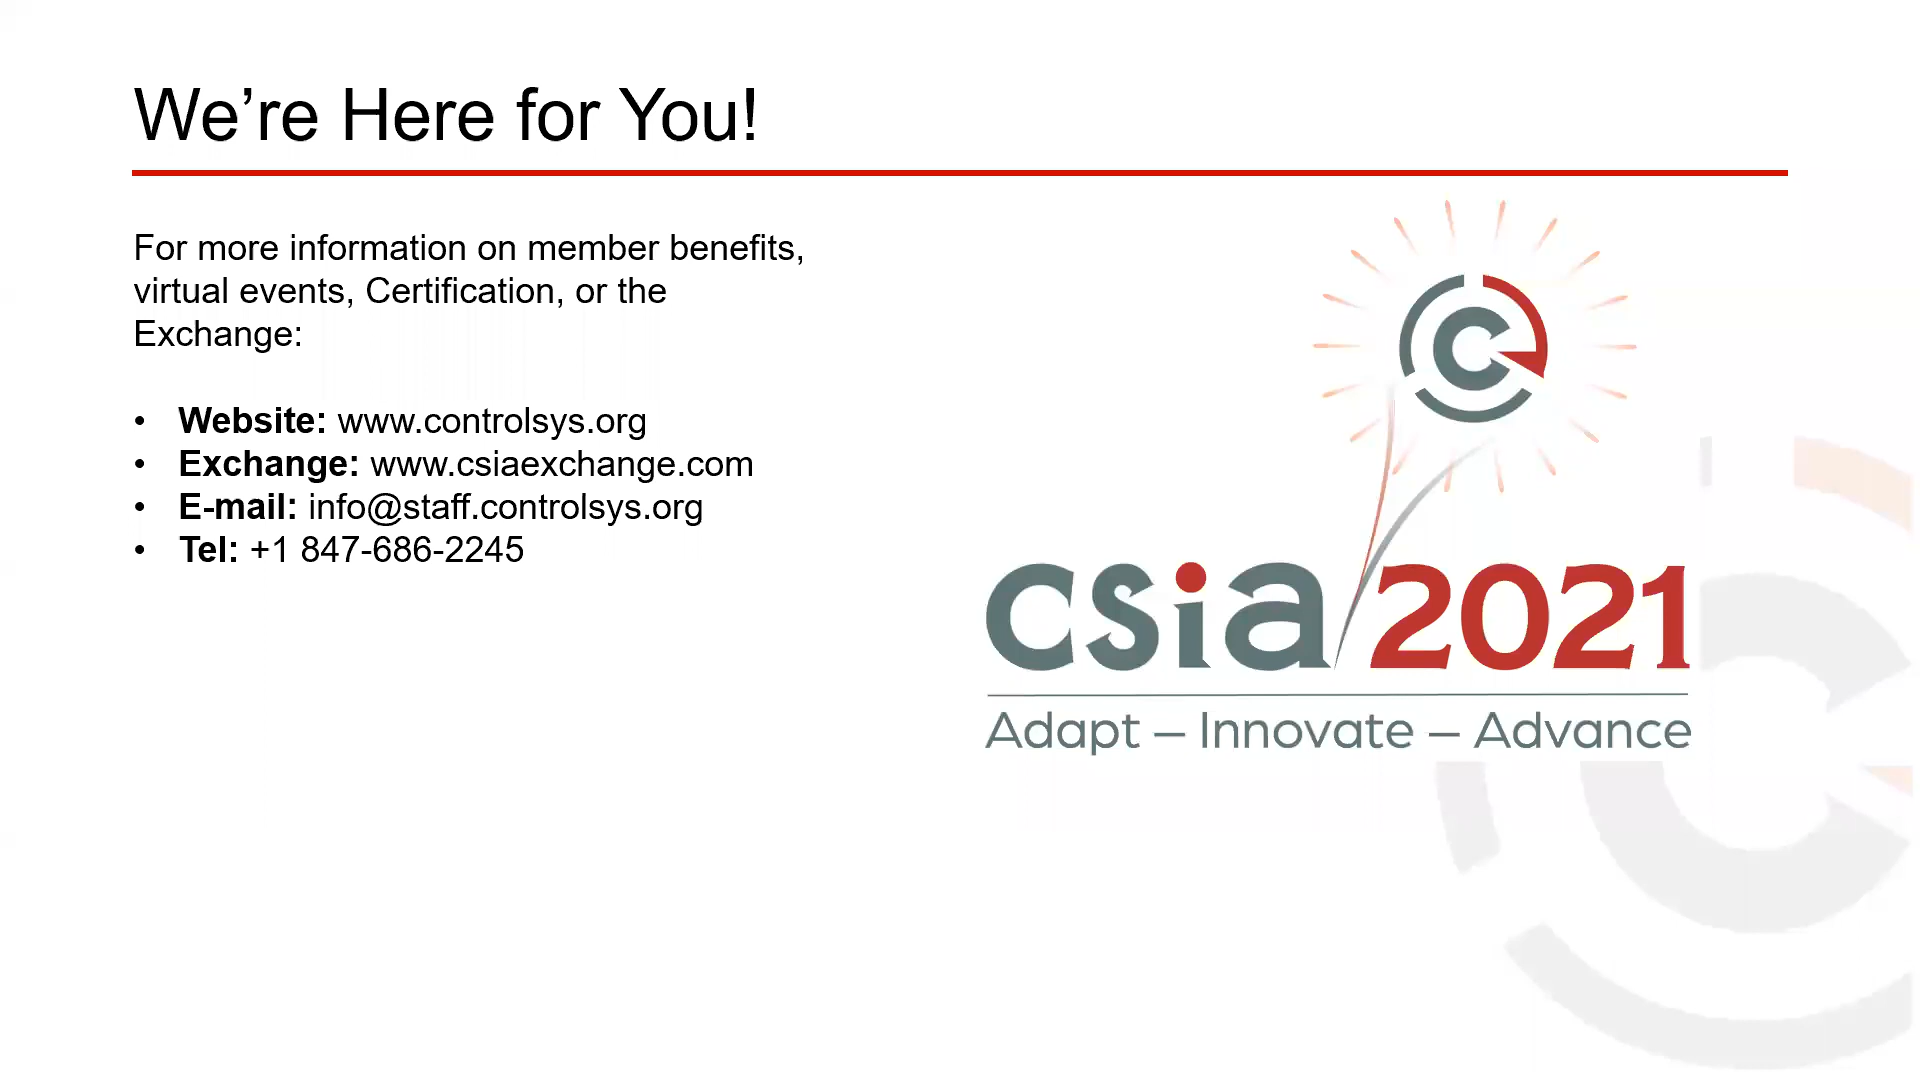 We’re Here for You!
For more information on member benefits,
virtual events, Certification, or the
Exchange:
• Website: www.controlsys.org
• Exchange: www.csiaexchange.com
• E-mail: info@staff.controlsys.org
• Tel: +1 847-686-2245
csia 2021
Adapt – Innovate – Advance